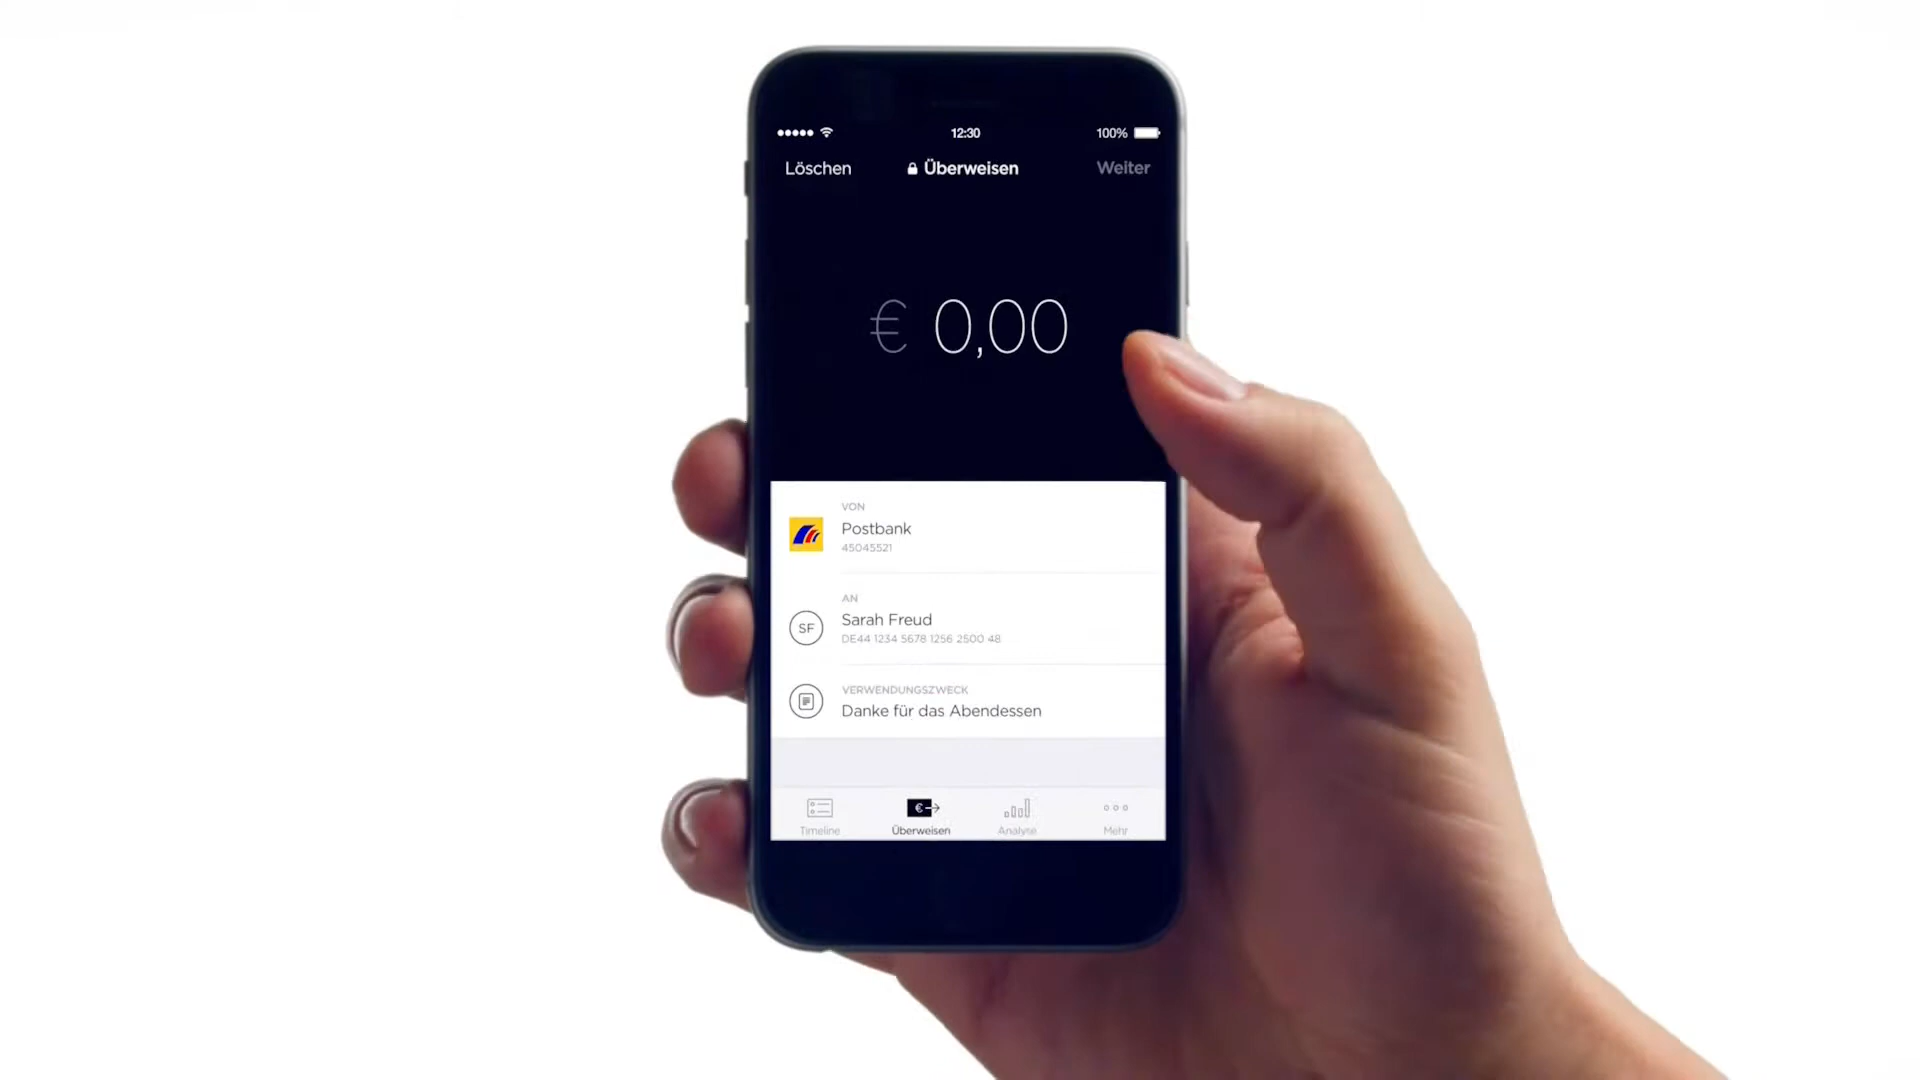 12:30
100%
Löschen
Überweisen
Weiter
€ 0,00
VON
Postbank
45045521
AN
SF
Sarah Freud
DE44 1234 5678 1256 2500 48
VERWENDUNGSZWECK
Danke für das Abendessen
€
Timeline
Überweisen
Analyte
Mehr